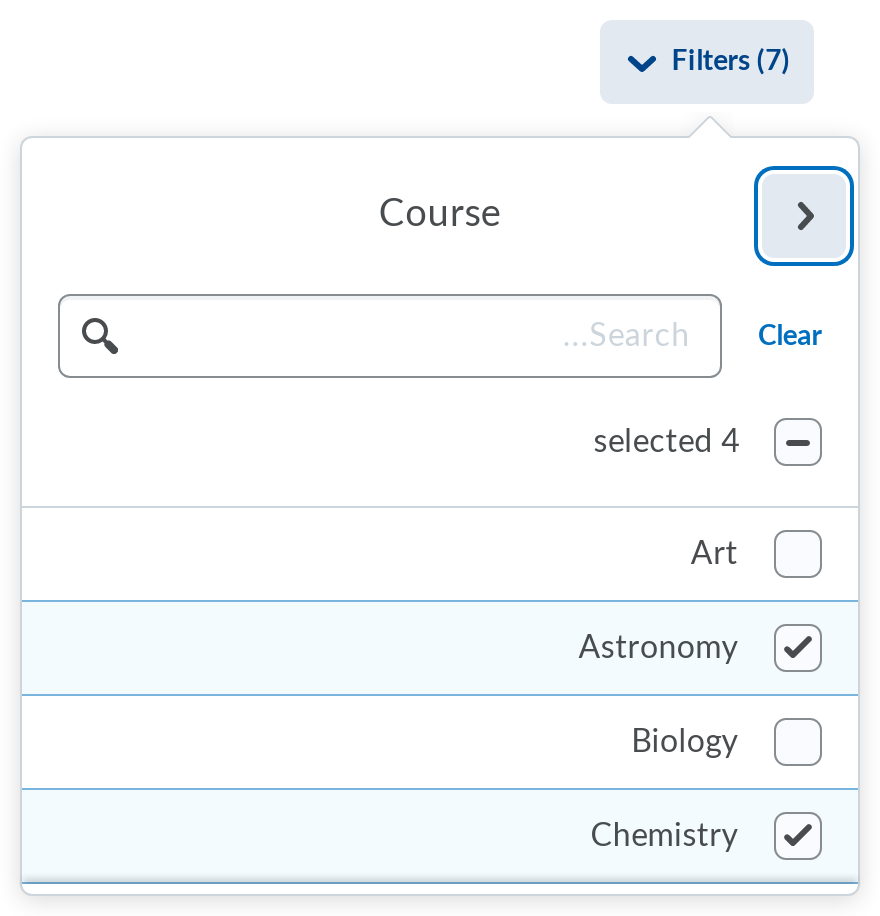 Filters (7)
Course
...Search
Clear
selected 4
Art
Astronomy
Biology
Chemistry